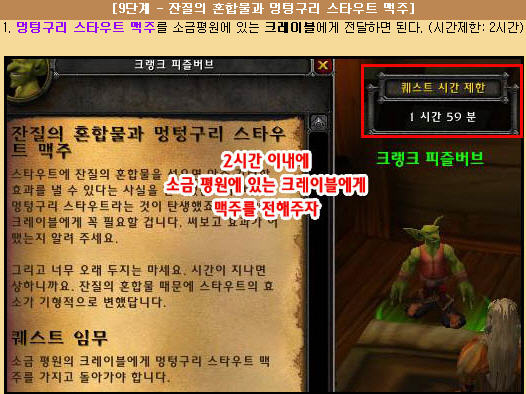 [9단계 - 잔질의 혼합물과 멍텅구리 스타우트 맥주]
1. 멍텅구리 스타우트 맥주를 소금평원에 있는 크레이블에게 전달하면 된다. (시간제한: 2시간)
크랭크 피즐버브
퀘스트 시간 제한
1 시간 59 분
크랭크 피즐버브
잔질의 혼합물과 멍텅구리 스타우
트 맥주
스타우트에 잔질의 혼합물을 섞으면
효과를 낼 수 있다는 사실을
멍텅구리 스타우트라는 것이 탄생했죠
크레이블에게 꼭 필요할 겁니다. 써보고 효과가 어
땠는지 알려 주세요.
2시간 이내에
소금 평원에 있는 크레이블에게
맥주를 전해주자
그리고 너무 오래 두지는 마세요. 시간이 지나면
상하니까요. 잔질의 혼합물 때문에 스타우트의 효
소가 기형적으로 변했답니다.
퀘스트 임무
소금 평원의 크레이블에게 멍텅구리 스타우트 맥
주를 가지고 돌아가야 합니다.